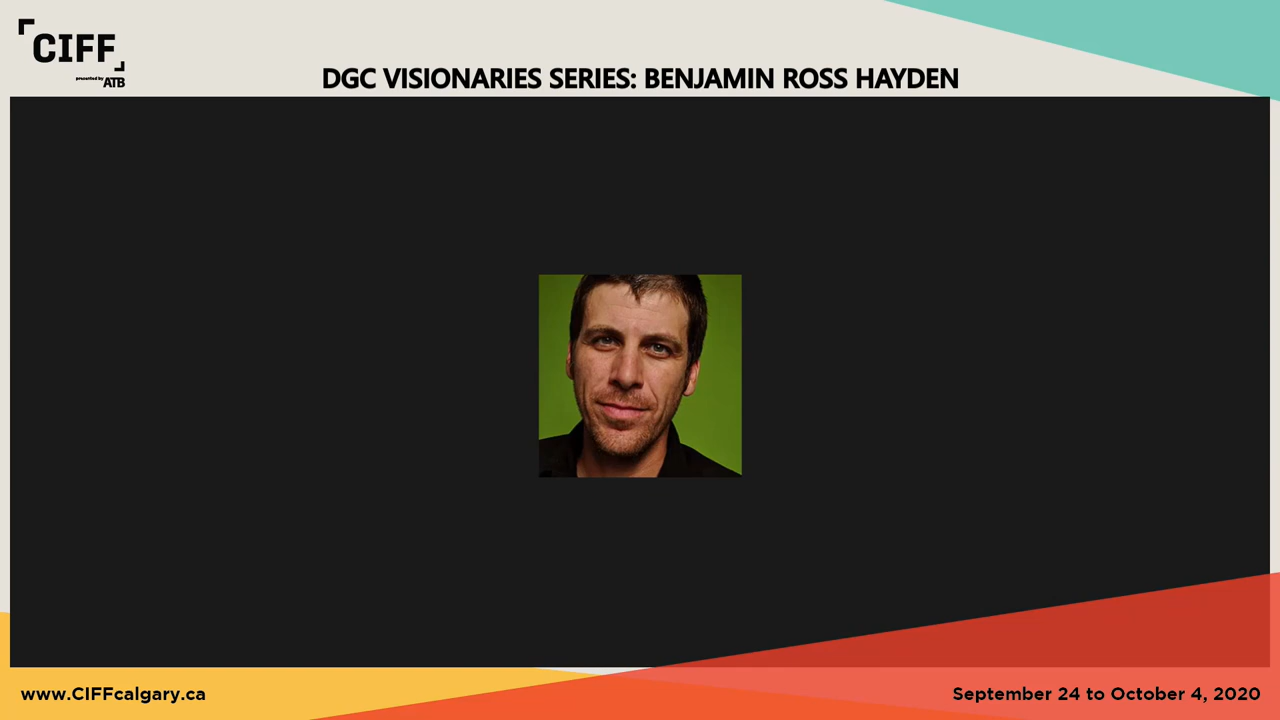 CIFF
presented by ATB
DGC VISIONARIES SERIES: BENJAMIN ROSS HAYDEN
www.CIFFcalgary.ca
September 24 to October 4, 2020